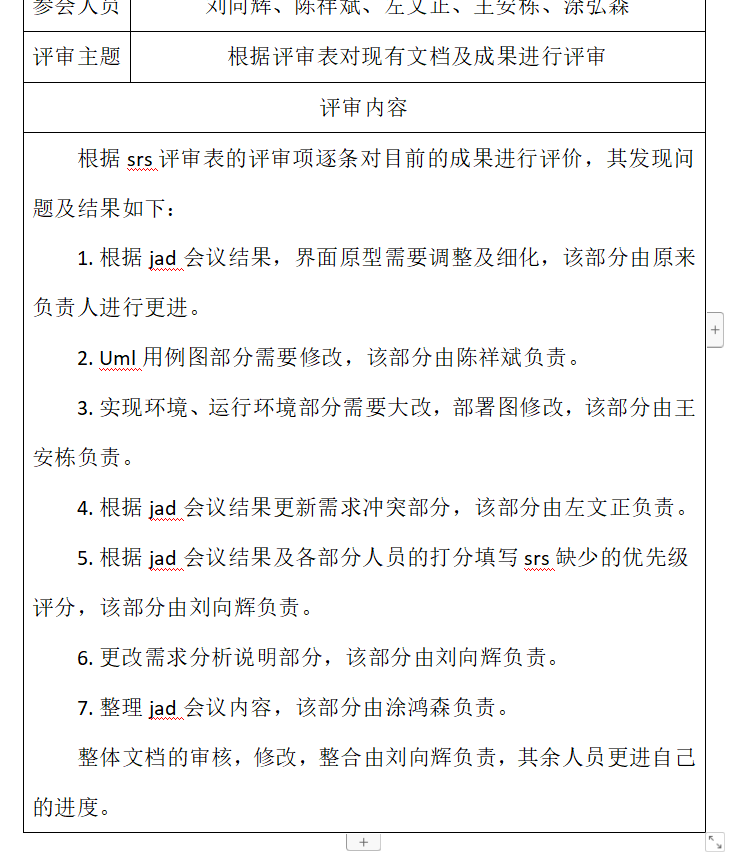 参会人员 刘向辉、陈祥斌、左文正、王安栋、涂弘森
评审主题 根据评审表对现有文档及成果进行评审
评审内容
根据 srs 评审表的评审项逐条对目前的成果进行评价，其发现问
题及结果如下：
1. 根据 jad 会议结果，界面原型需要调整及细化，该部分由原来
负责人进行更进。
2. Uml 用例图部分需要修改，该部分由陈祥斌负责。
3. 实现环境、运行环境部分需要大改，部署图修改，该部分由王
安栋负责。
4. 根据 jad 会议结果更新需求冲突部分，该部分由左文正负责。
5. 根据 jad 会议结果及各部分人员的打分填写 srs 缺少的优先级
评分，该部分由刘向辉负责。
6. 更改需求分析说明部分，该部分由刘向辉负责。
7. 整理 jad 会议内容，该部分由涂鸿森负责。
整体文档的审核，修改，整合由刘向辉负责，其余人员更进自己
的进度。